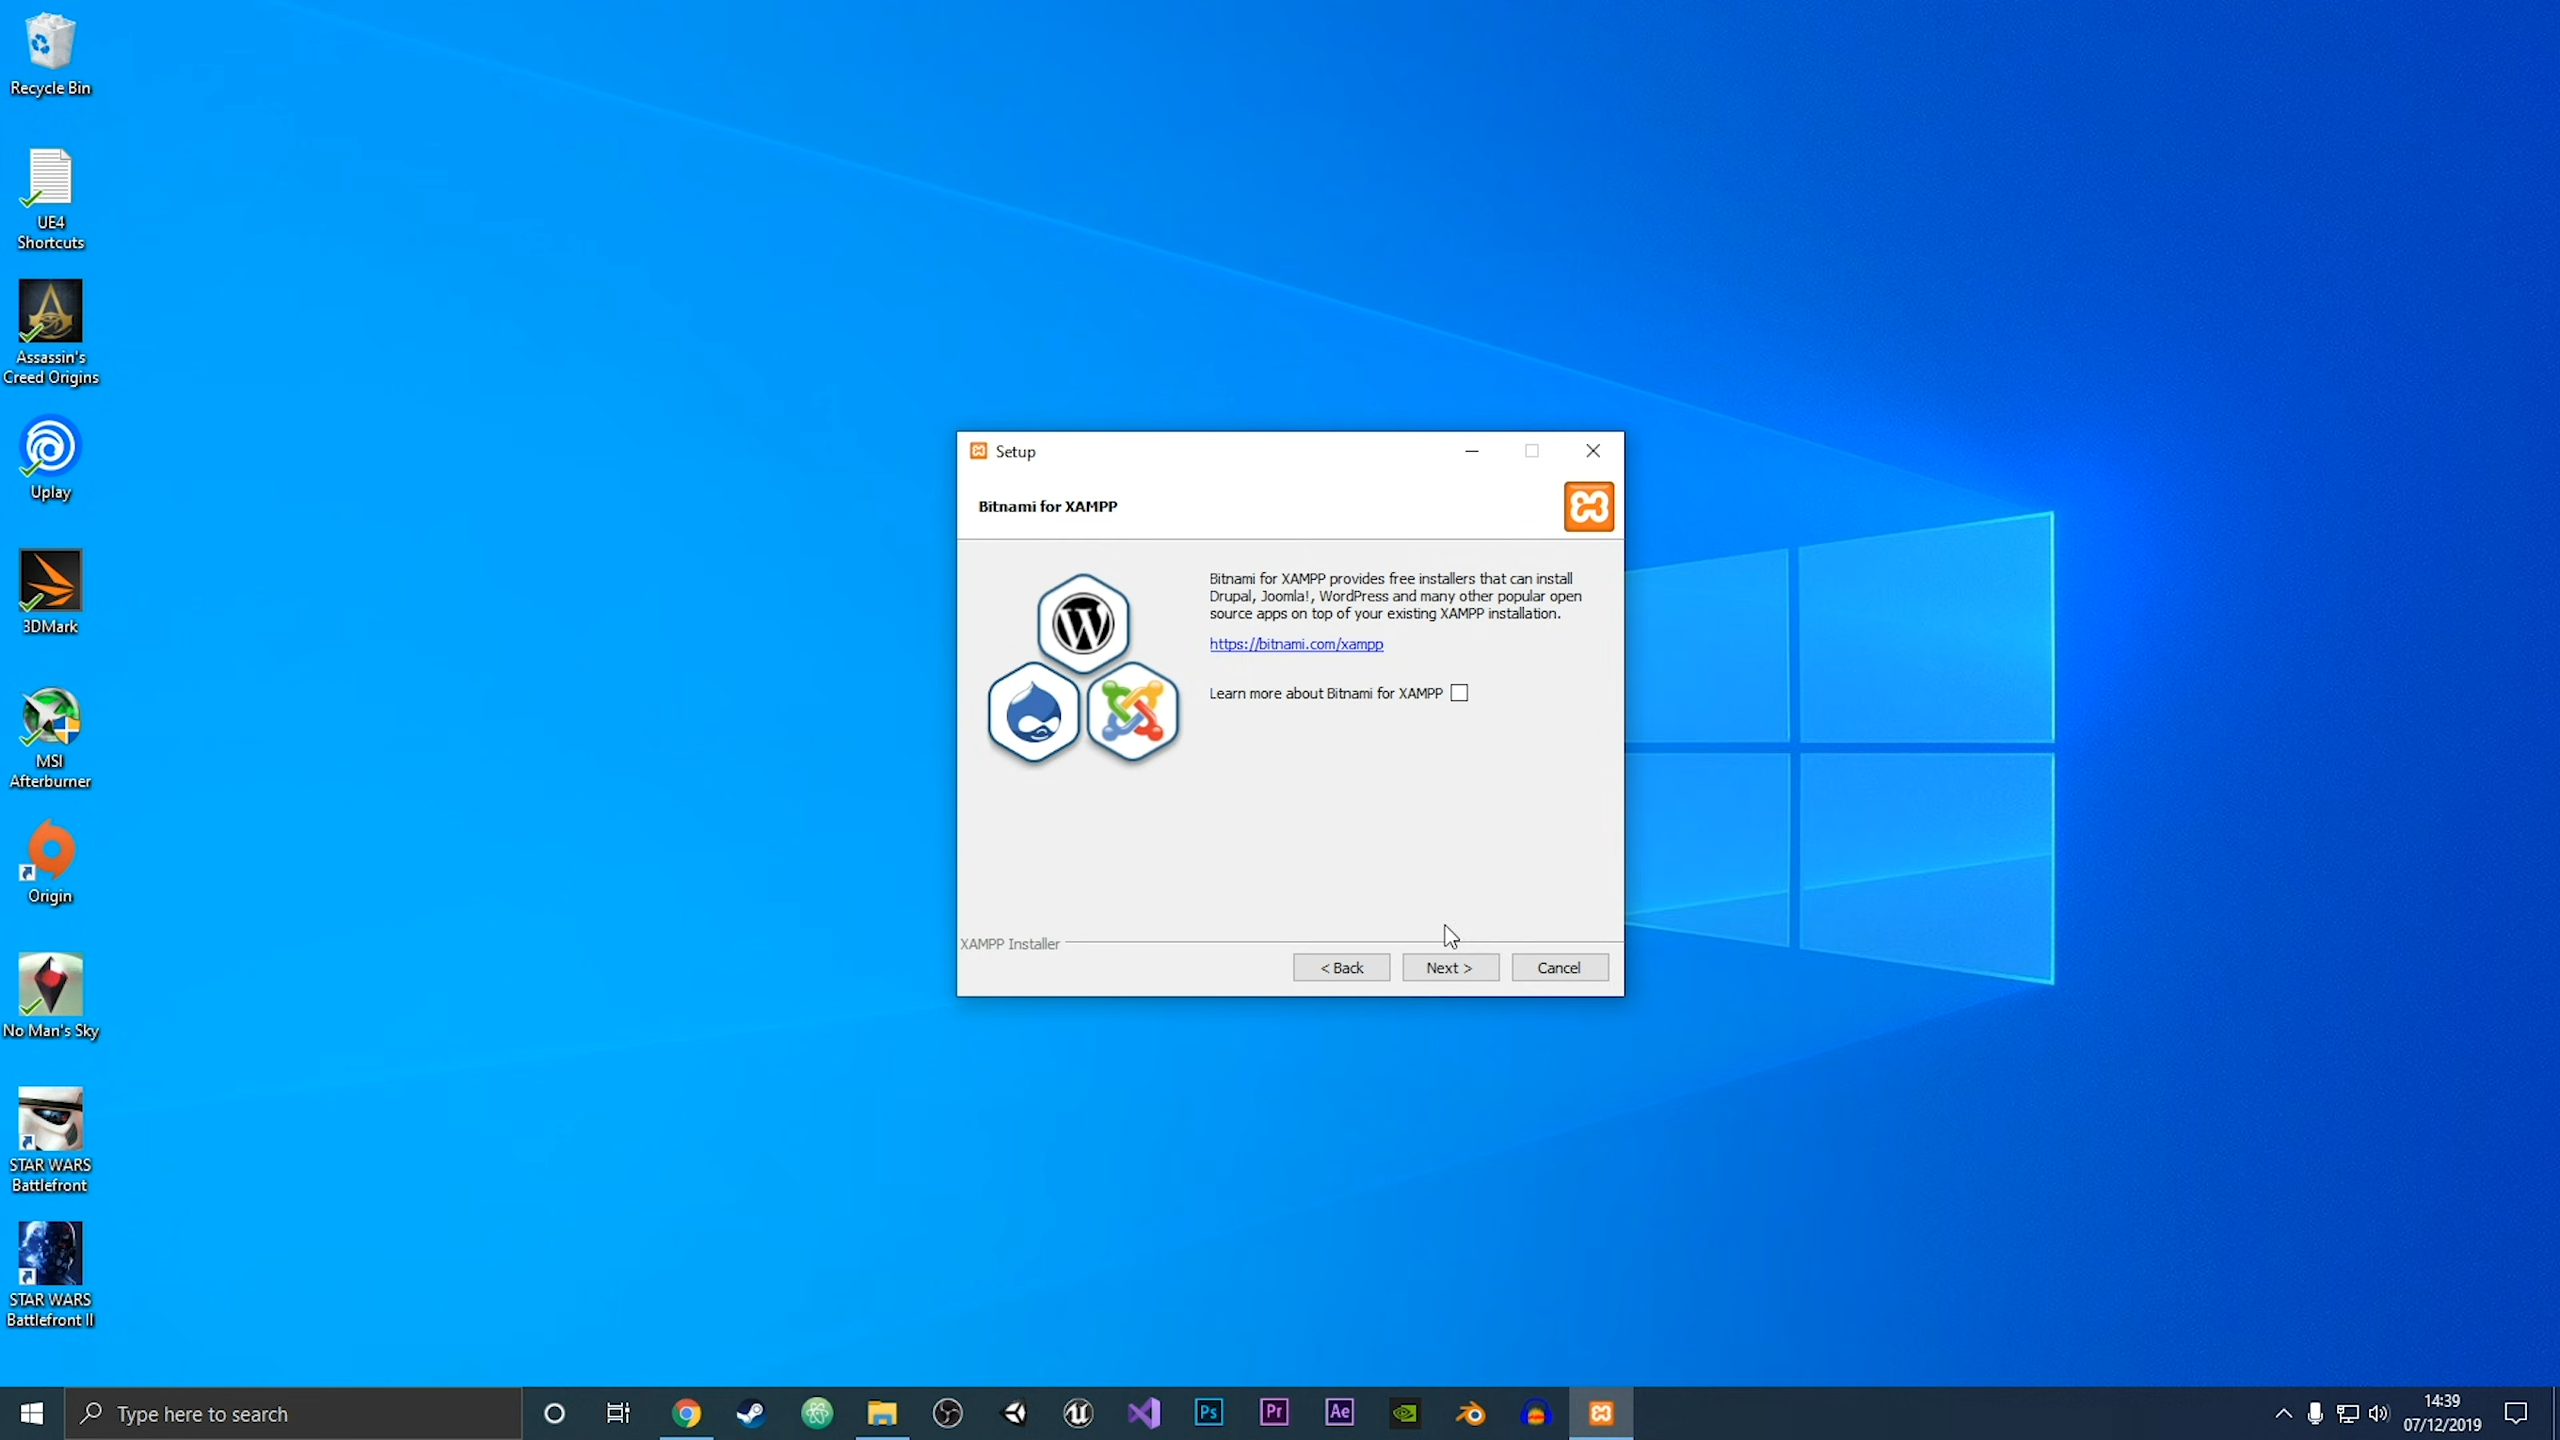 Recycle Bin
UE4
Shortcuts
Assassin's
Creed Origins
Uplay
3DMark
MSI
Afterburner
Origin
No Man's Sky
STAR WARS
Battlefront
STAR WARS
Battlefront II
Setup
Bitnami for XAMPP
Bitnami for XAMPP provides free installers that can install
Drupal, Joomla!, WordPress and many other popular open
source apps on top of your existing XAMPP installation.
https://bitnami.com/xampp
Learn more about Bitnami for XAMPP
XAMPP Installer
< Back
Next >
Cancel
Type here to search
Ps
Pr
Ae
14:39
07/12/2019